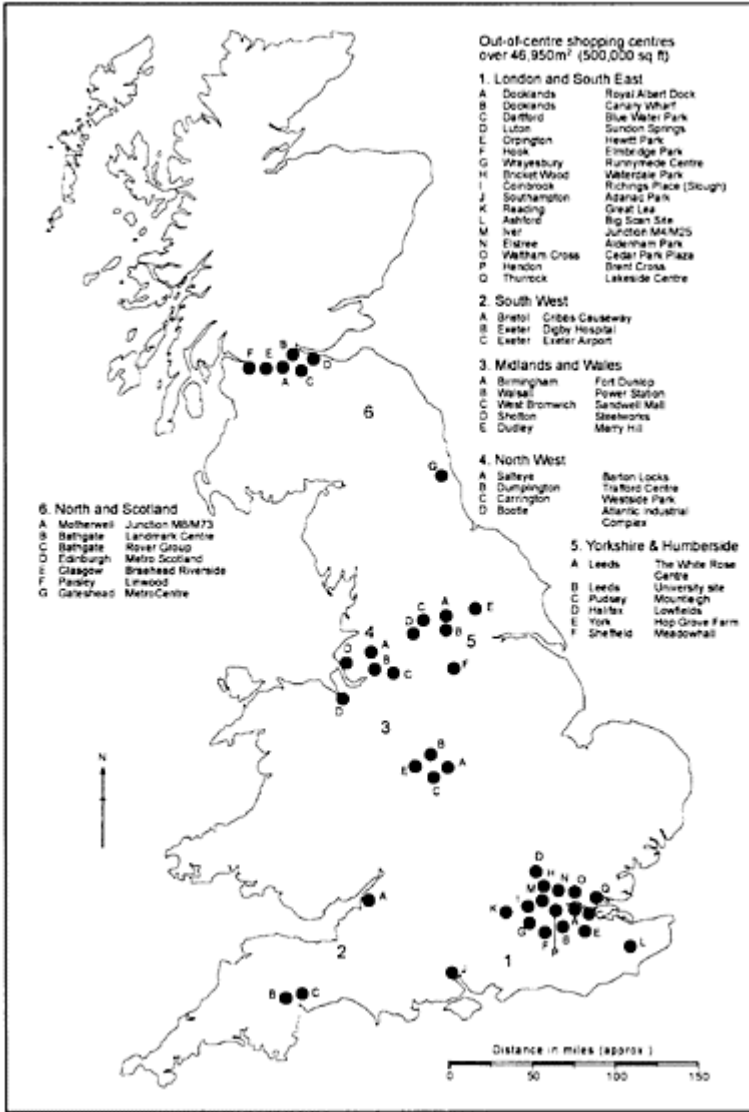 Out-of-centre shopping centres
over 46,950m² (500,000 sq ft)
1. London and South East
A Docklands Royal Albert Dock
B Docklands Canary Wharf
C Dartford Blue Water Park
D Luton Sundon Springs
E Orpington Hewitt Park
F Hook Elmbridge Park
G Wraysbury Runnymede Centre
H Bricket Wood Waterdale Park
I Coinbrook Richings Place (Slough)
J Southampton Adanac Park
K Reading Great Lea
L Ashford Big Scan Site
M Iver Junction M4/M25
N Elstree Aldenham Park
O Waltham Cross Cedar Park Plaza
P Hendon Brent Cross
Q Thurrock Lakeside Centre
2. South West
A Bristol Cribbs Causeway
B Exeter Digby Hospital
C Exeter Exeter Airport
3. Midlands and Wales
A Birmingham Fort Dunlop
B Walsall Power Station
C West Bromwich Sandwell Mall
D Shotton Steelworks
E Dudley Merry Hill
4. North West
A Salteye Barton Locks
B Dumplington Trafford Centre
C Carrington Westside Park
D Bootle Atlantic Industrial
Complex
5. Yorkshire & Humberside
A Leeds The White Rose
Centre
B Leeds University site
C Pudsey Mountleigh
D Halifax Lowfields
E York Hop Grove Farm
F Sheffield Meadowhall
6. North and Scotland
A Motherwell Junction M8/M73
B Bathgate Landmark Centre
C Bathgate Rover Group
D Edinburgh Metro Scotland
E Glasgow Braehead Riverside
F Paisley Linwood
G Gateshead MetroCentre
B
F E D
A C
6
G
C A E
D B
4 A 5
D B F
C
D
3
B
E A
C
N
D
H N O Q
M
I
K A C
G F B E
P
L
A
2
1
J
B C
Distance in miles (approx.)
0 50 100 150